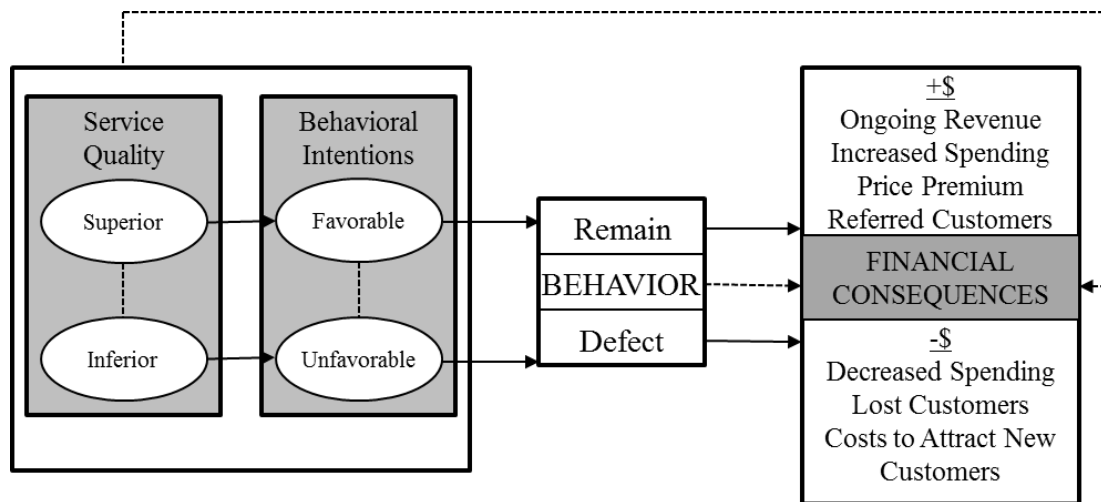 Service
Quality
Superior
Inferior
Behavioral
Intentions
Favorable
Unfavorable
Remain
BEHAVIOR
Defect
+$
Ongoing Revenue
Increased Spending
Price Premium
Referred Customers
FINANCIAL
CONSEQUENCES
-$
Decreased Spending
Lost Customers
Costs to Attract New
Customers